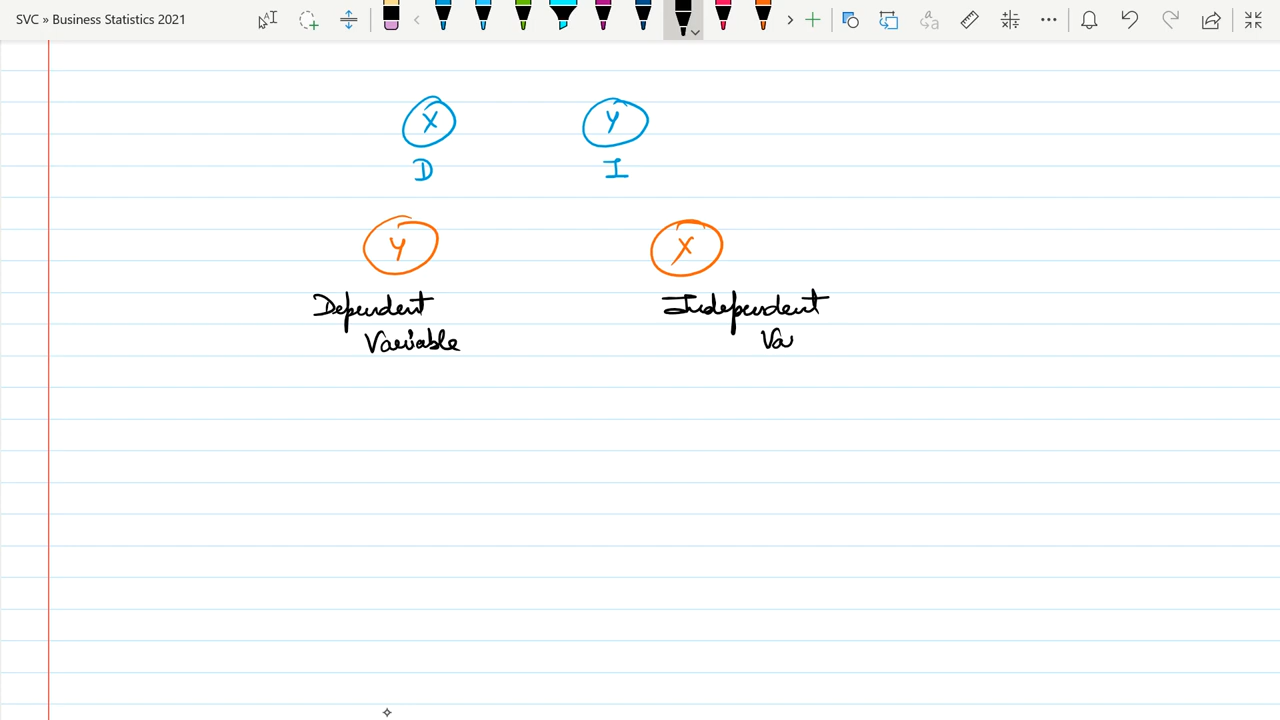 SVC » Business Statistics 2021
X Y
D I
Y X
Dependent Independent
Variable Va